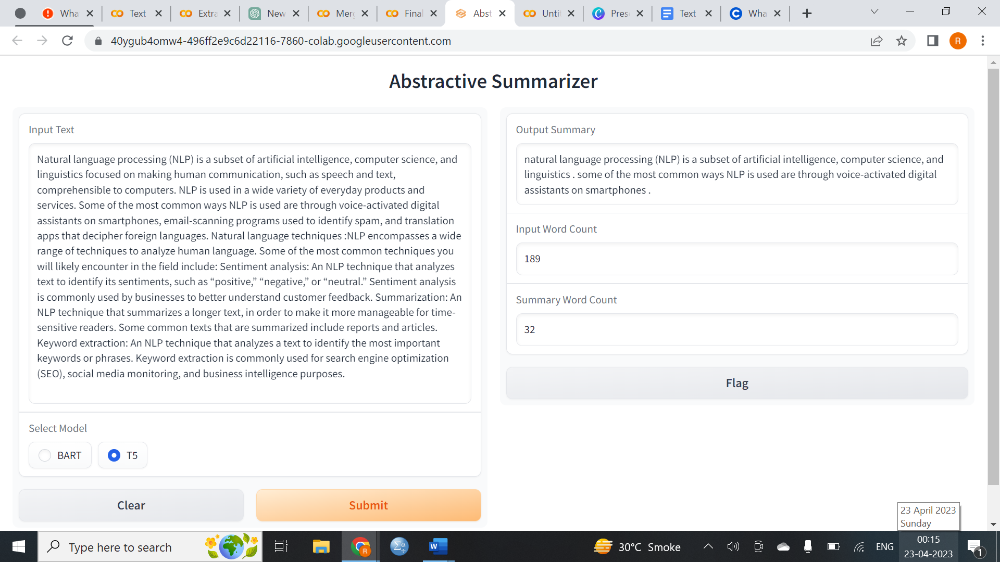 Wha
Text
Extra
New
Merg
Final
Abst
Untit
Pres
Text
Wha
40ygub4omw4-496ff2e9c6d22116-7860-colab.googleusercontent.com
R
Abstractive Summarizer
Input Text
Natural language processing (NLP) is a subset of artificial intelligence, computer science, and
linguistics focused on making human communication, such as speech and text,
comprehensible to computers. NLP is used in a wide variety of everyday products and
services. Some of the most common ways NLP is used are through voice-activated digital
assistants on smartphones, email-scanning programs used to identify spam, and translation
apps that decipher foreign languages. Natural language techniques :NLP encompasses a wide
range of techniques to analyze human language. Some of the most common techniques you
will likely encounter in the field include: Sentiment analysis: An NLP technique that analyzes
text to identify its sentiments, such as “positive,” “negative,” or “neutral.” Sentiment analysis
is commonly used by businesses to better understand customer feedback. Summarization: An
NLP technique that summarizes a longer text, in order to make it more manageable for time-
sensitive readers. Some common texts that are summarized include reports and articles.
Keyword extraction: An NLP technique that analyzes a text to identify the most important
keywords or phrases. Keyword extraction is commonly used for search engine optimization
(SEO), social media monitoring, and business intelligence purposes.
Select Model
BART
T5
Clear
Submit
Output Summary
natural language processing (NLP) is a subset of artificial intelligence, computer science, and
linguistics . some of the most common ways NLP is used are through voice-activated digital
assistants on smartphones .
Input Word Count
189
Summary Word Count
32
Flag
23 April 2023
Sunday
Type here to search
30°C Smoke
ENG
00:15
23-04-2023
1